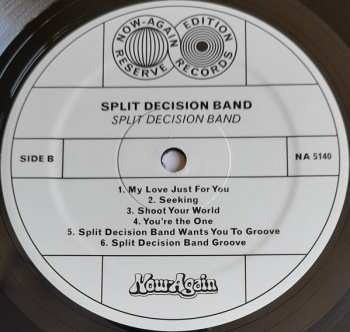 NOW-AGAIN RESERVE
EDITION RECORDS
SPLIT DECISION BAND
SPLIT DECISION BAND
SIDE B
NA 5140
1. My Love Just For You
2. Seeking
3. Shoot Your World
4. You're the One
5. Split Decision Band Wants You To Groove
6. Split Decision Band Groove
Now-Again